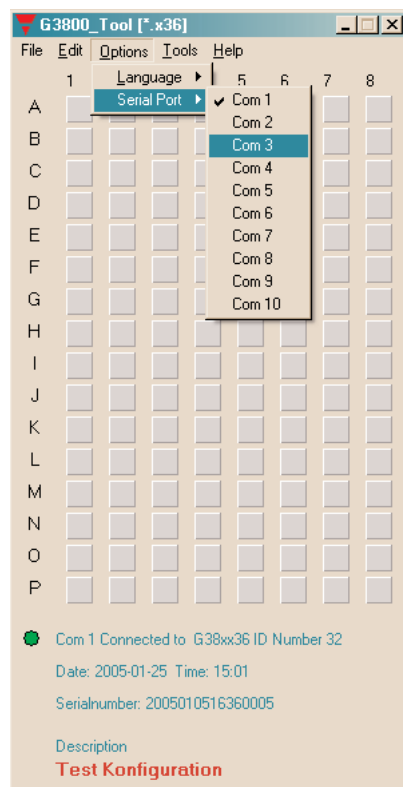 G3800_Tool [*.x36]
File Edit Options Tools Help
Language
Serial Port
1 5 6 7 8
Com 1
Com 2
Com 3
Com 4
Com 5
Com 6
Com 7
Com 8
Com 9
Com 10
A
B
C
D
E
F
G
H
I
J
K
L
M
N
O
P
Com 1 Connected to G38xx36 ID Number 32
Date: 2005-01-25 Time: 15:01
Serialnumber: 2005010516360005
Description
Test Konfiguration